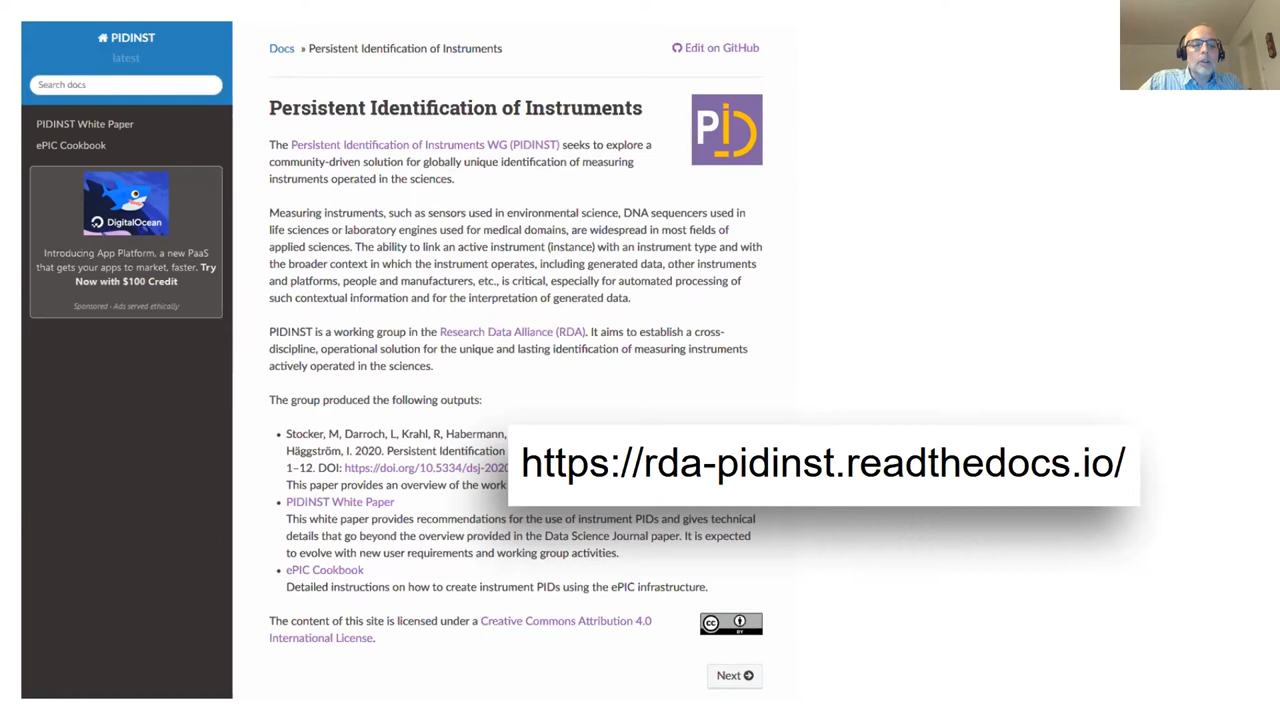 PIDINST
latest
Search docs
PIDINST White Paper
ePIC Cookbook
DigitalOcean
Introducing App Platform, a new PaaS
that gets your apps to market, faster. Try
Now with $100 Credit
Sponsored · Ads served ethically
Docs » Persistent Identification of Instruments
Edit on GitHub
Persistent Identification of Instruments
PID
The Persistent Identification of Instruments WG (PIDINST) seeks to explore a
community-driven solution for globally unique identification of measuring
instruments operated in the sciences.
Measuring instruments, such as sensors used in environmental science, DNA sequencers used in
life sciences or laboratory engines used for medical domains, are widespread in most fields of
applied sciences. The ability to link an active instrument (instance) with an instrument type and with
the broader context in which the instrument operates, including generated data, other instruments
and platforms, people and manufacturers, etc., is critical, especially for automated processing of
such contextual information and for the interpretation of generated data.
PIDINST is a working group in the Research Data Alliance (RDA). It aims to establish a cross-
discipline, operational solution for the unique and lasting identification of measuring instruments
actively operated in the sciences.
The group produced the following outputs:
• Stocker, M, Darroch, L, Krahl, R, Habermann,
Häggström, I. 2020. Persistent Identification
1–12. DOI: https://doi.org/10.5334/dsj-2020
This paper provides an overview of the work
https://rda-pidinst.readthedocs.io/
• PIDINST White Paper
This white paper provides recommendations for the use of instrument PIDs and gives technical
details that go beyond the overview provided in the Data Science Journal paper. It is expected
to evolve with new user requirements and working group activities.
• ePIC Cookbook
Detailed instructions on how to create instrument PIDs using the ePIC infrastructure.
The content of this site is licensed under a Creative Commons Attribution 4.0
International License.
CC BY
Next